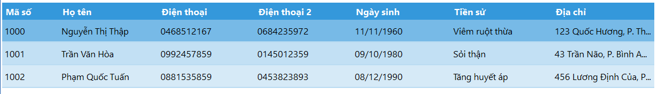 Mã số Họ tên Điện thoại Điện thoại 2 Ngày sinh Tiền sử Địa chỉ
1000 Nguyễn Thị Thập 0468512167 0684235972 11/11/1960 Viêm ruột thừa 123 Quốc Hương, P. Th...
1001 Trần Văn Hòa 0992457859 0145012359 09/10/1980 Sỏi thận 43 Trần Não, P. Bình A...
1002 Phạm Quốc Tuấn 0881535859 0453823893 08/12/1990 Tăng huyết áp 456 Lương Định Của, P...